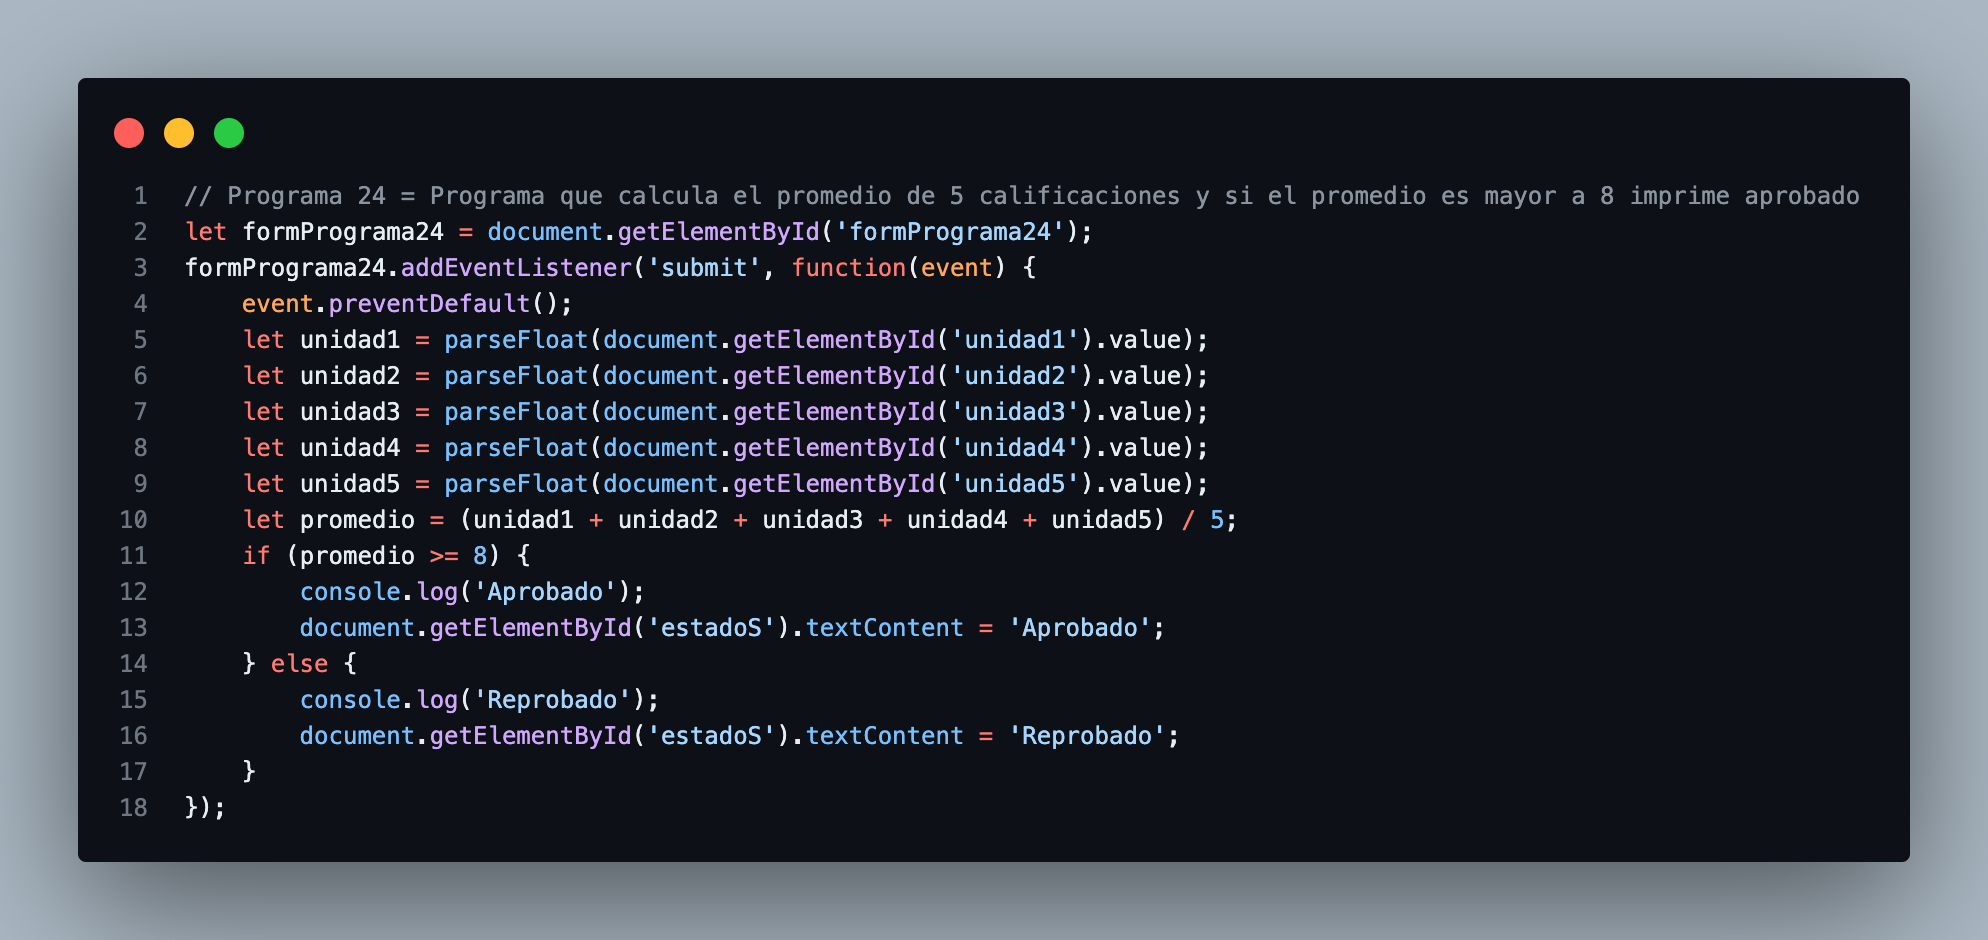 1 // Programa 24 = Programa que calcula el promedio de 5 calificaciones y si el promedio es mayor a 8 imprime aprobado
2 let formPrograma24 = document.getElementById('formPrograma24');
3 formPrograma24.addEventListener('submit', function(event) {
4     event.preventDefault();
5     let unidad1 = parseFloat(document.getElementById('unidad1').value);
6     let unidad2 = parseFloat(document.getElementById('unidad2').value);
7     let unidad3 = parseFloat(document.getElementById('unidad3').value);
8     let unidad4 = parseFloat(document.getElementById('unidad4').value);
9     let unidad5 = parseFloat(document.getElementById('unidad5').value);
10     let promedio = (unidad1 + unidad2 + unidad3 + unidad4 + unidad5) / 5;
11     if (promedio >= 8) {
12         console.log('Aprobado');
13         document.getElementById('estadoS').textContent = 'Aprobado';
14     } else {
15         console.log('Reprobado');
16         document.getElementById('estadoS').textContent = 'Reprobado';
17     }
18 });